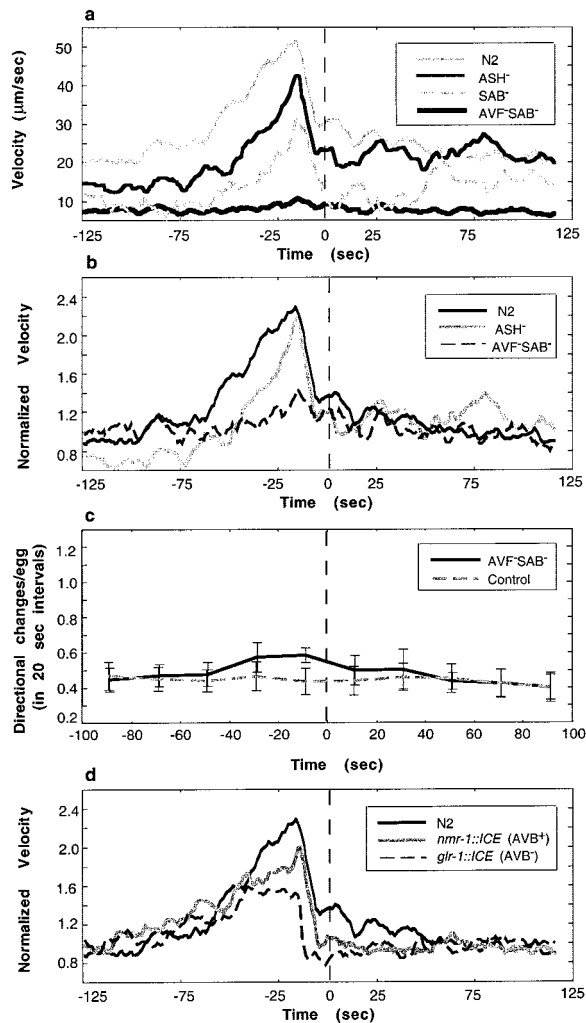 a
Velocity (µm/sec)
50
40
30
20
10
N2
ASH-
SAB-
AVF-SAB-
-125
-75
-25
0
25
75
125
Time (sec)
b
Normalized Velocity
2.4
2.0
1.6
1.2
0.8
N2
ASH-
AVF-SAB-
-125
-75
-25
0
25
75
125
Time (sec)
c
Directional changes/egg
(in 20 sec intervals)
1.2
1.0
0.8
0.6
0.4
0.2
AVF-SAB-
Control
-100
-80
-60
-40
-20
0
20
40
60
80
100
Time (sec)
d
Normalized Velocity
2.4
2.0
1.6
1.2
0.8
N2
nmr-1::ICE (AVB+)
glr-1::ICE (AVB-)
-125
-75
-25
0
25
75
125
Time (sec)